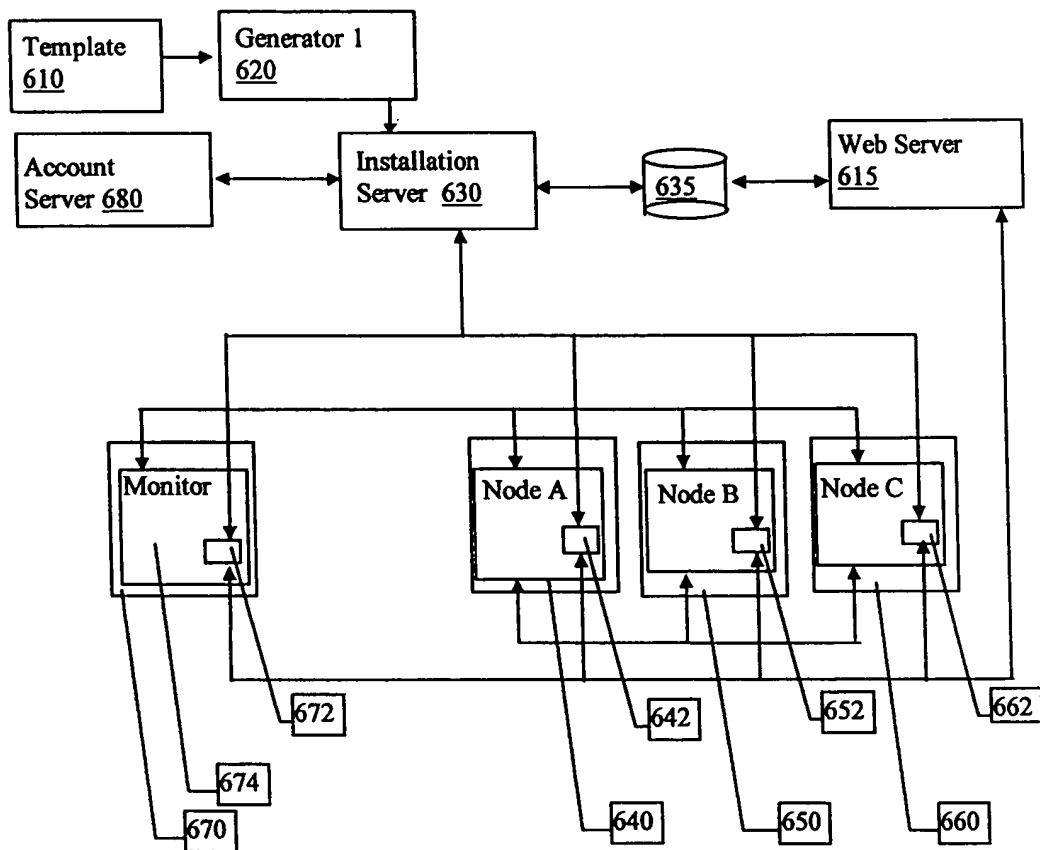 Template
610
Generator 1
620
Account
Server 680
Installation
Server 630
635
Web Server
615
Monitor
Node A
Node B
Node C
672
642
652
662
674
670
640
650
660